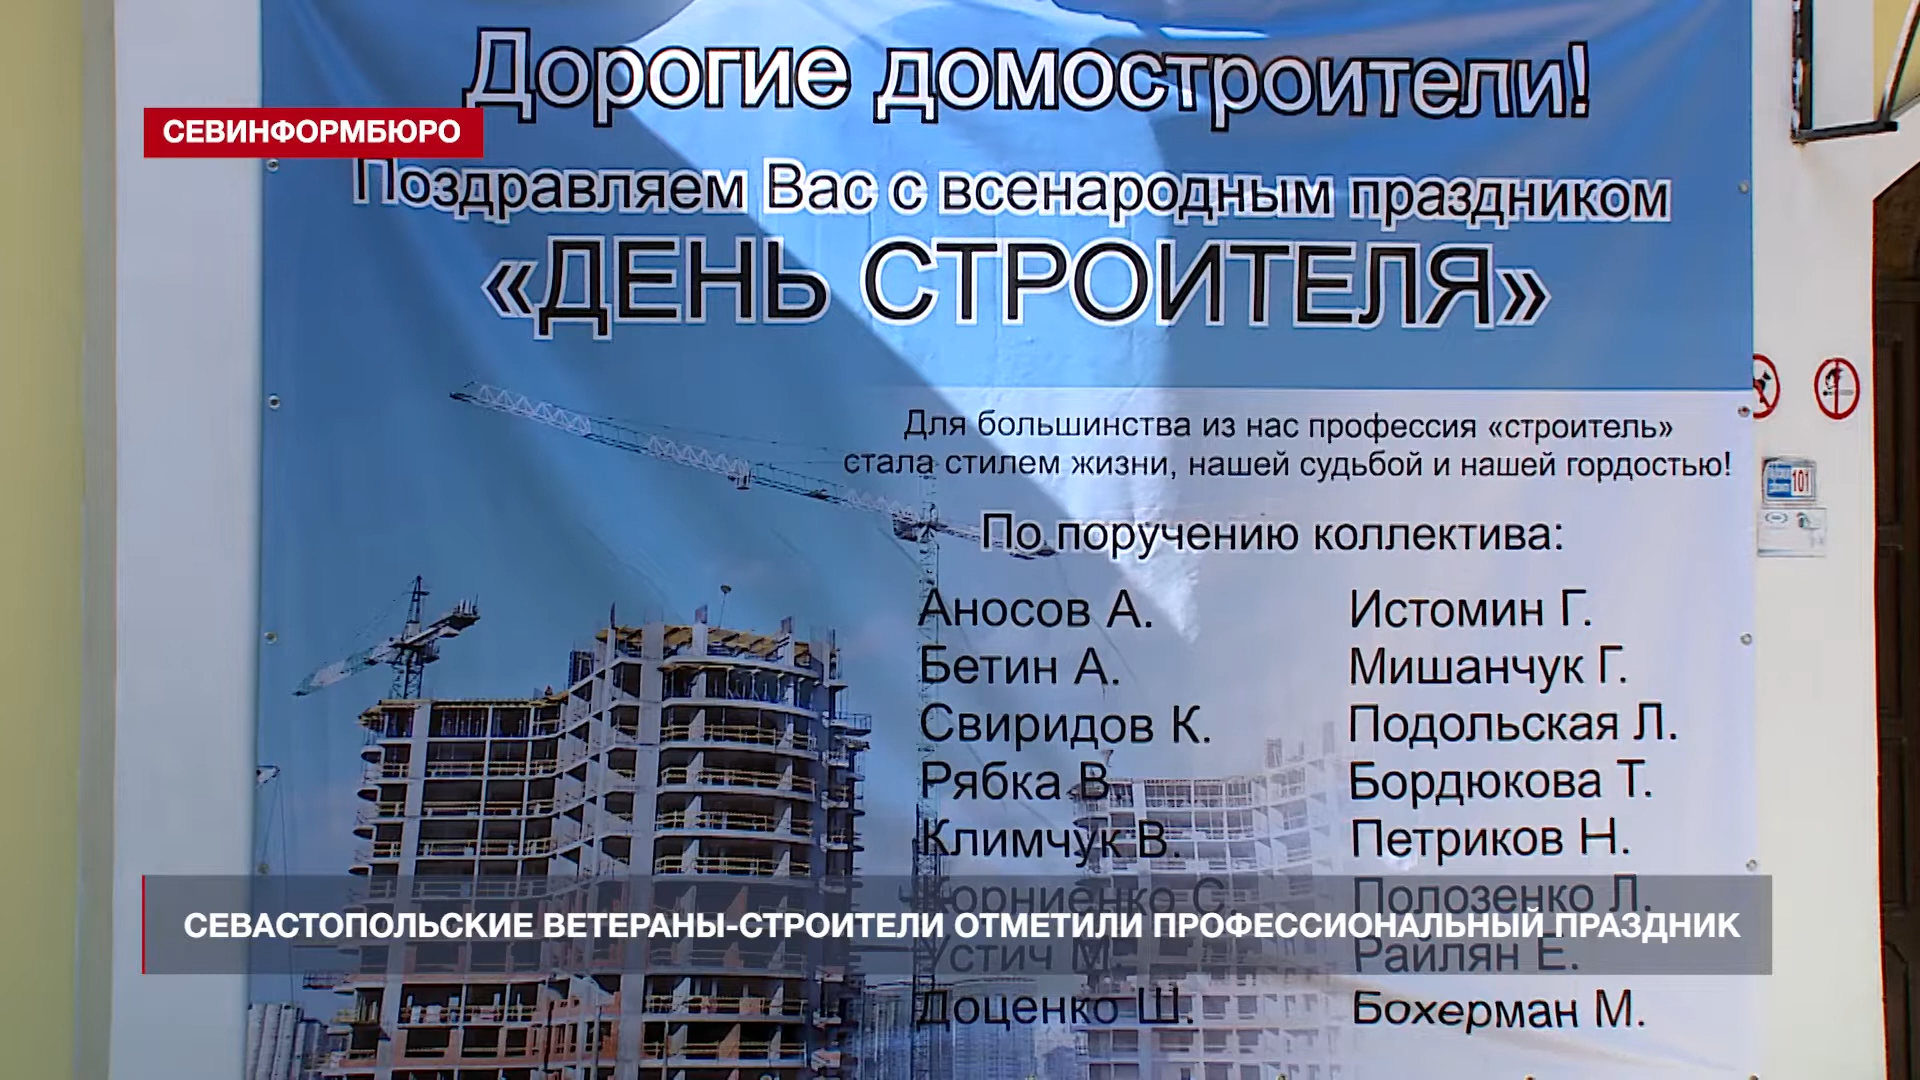 Дорогие домостроители!
СЕВИНФОРМБЮРО
Поздравляем Вас с всенародным праздником
«ДЕНЬ СТРОИТЕЛЯ»
Для большинства из нас профессия «строитель»
стала стилем жизни, нашей судьбой и нашей гордостью!
101
По поручению коллектива:
Аносов А.
Бетин А.
Свиридов К.
Рябка В.
Климчук В.
Корниенко С.
Устич М.
Доценко Ш.
Истомин Г.
Мишанчук Г.
Подольская Л.
Бордюкова Т.
Петриков Н.
Полозенко Л.
Райлян Е.
Бохерман М.
СЕВАСТОПОЛЬСКИЕ ВЕТЕРАНЫ-СТРОИТЕЛИ ОТМЕТИЛИ ПРОФЕССИОНАЛЬНЫЙ ПРАЗДНИК